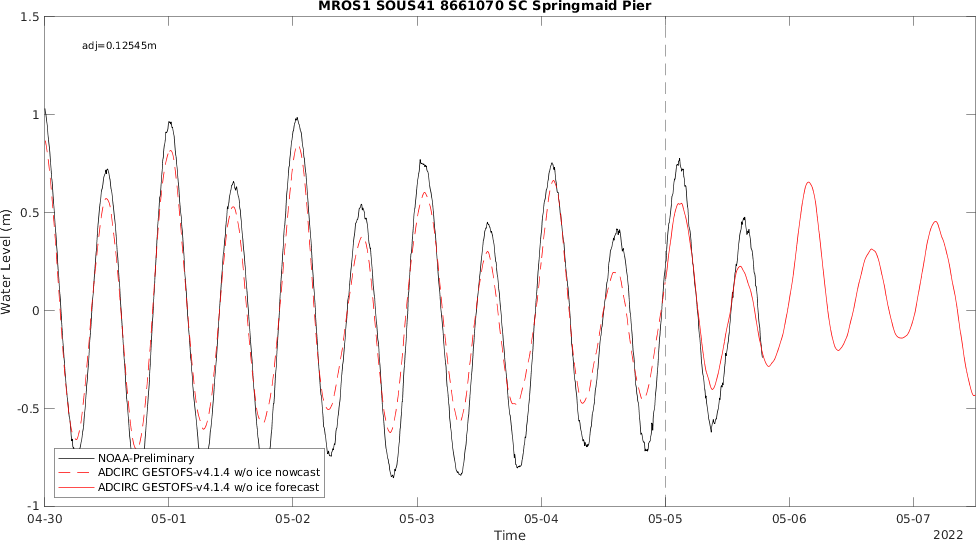 MROS1 SOUS41 8661070 SC Springmaid Pier
1.5
adj=0.12545m
1
0.5
0
-0.5
-1
Water Level (m)
NOAA-Preliminary
ADCIRC GESTOFS-v4.1.4 w/o ice nowcast
ADCIRC GESTOFS-v4.1.4 w/o ice forecast
04-30 05-01 05-02 05-03 05-04 05-05 05-06 05-07
Time
2022